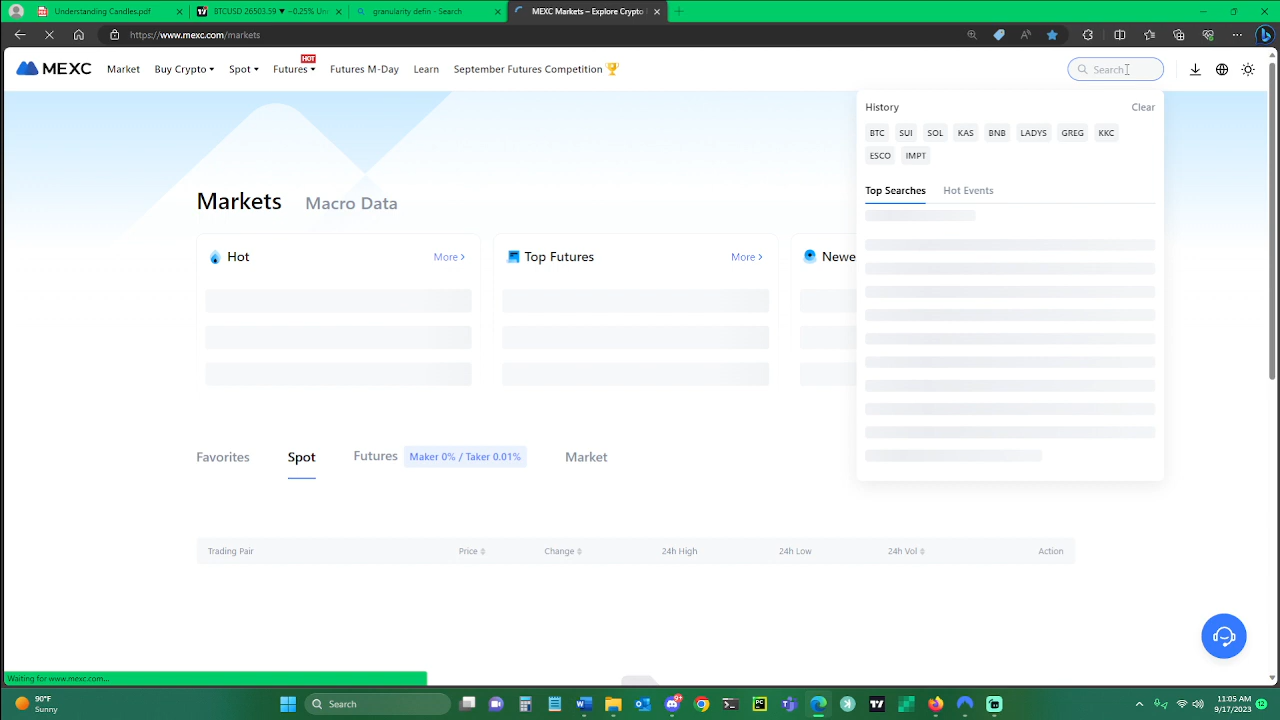 Understanding Candles.pdf
BTCUSD 26503.59 ▼ −0.25% Un
granularity defin - Search
MEXC Markets – Explore Crypto
https://www.mexc.com/markets
MEXC
Market
Buy Crypto
Spot
Futures
HOT
Futures M-Day
Learn
September Futures Competition
Search
History
Clear
BTC SUI SOL KAS BNB LADYS GREG KKC
ESCO IMPT
Top Searches
Hot Events
Markets
Macro Data
Hot
More >
Top Futures
More >
Newe
Favorites
Spot
Futures
Maker 0% / Taker 0.01%
Market
Trading Pair
Price
Change
24h High
24h Low
24h Vol
Action
Waiting for www.mexc.com...
90°F
Sunny
Search
11:05 AM
9/17/2023
12